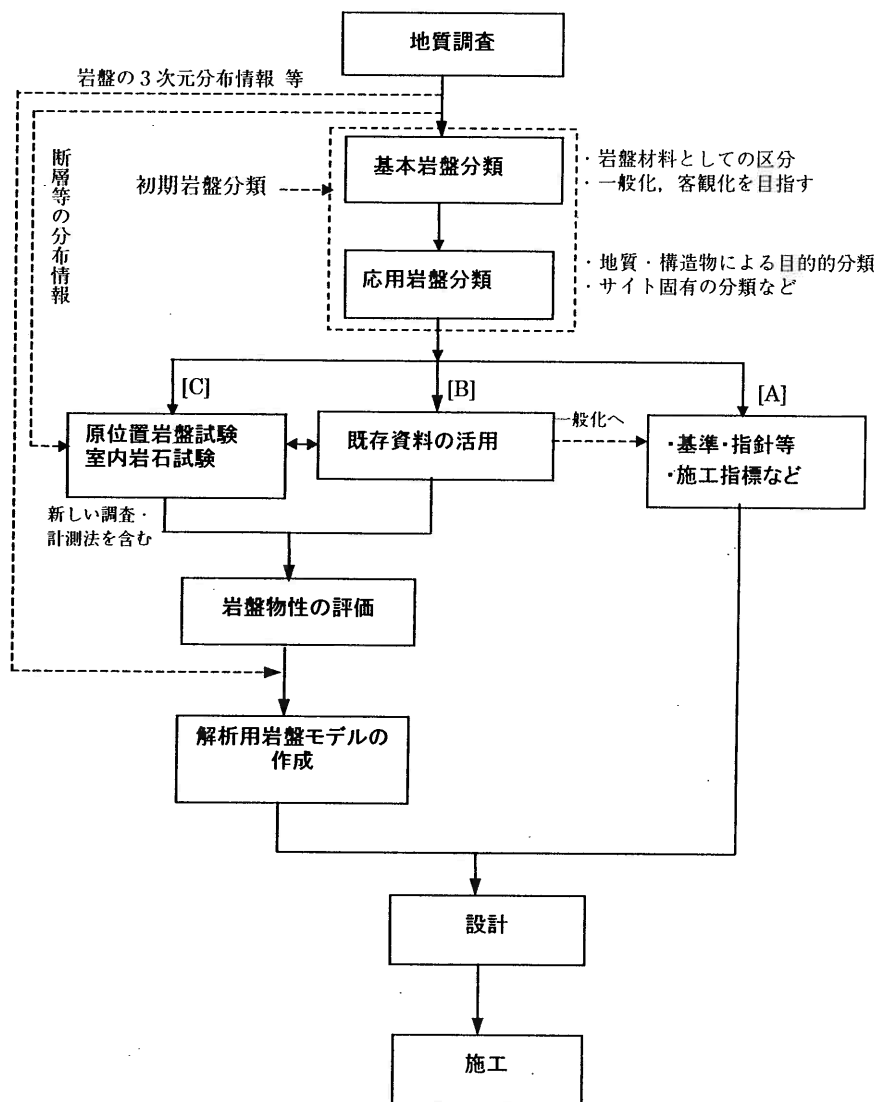 地質調査
岩盤の3次元分布情報 等
断層等の分布情報
初期岩盤分類
基本岩盤分類
・岩盤材料としての区分
・一般化，客観化を目指す
応用岩盤分類
・地質・構造物による目的的分類
・サイト固有の分類など
[C]
[B]
[A]
原位置岩盤試験
室内岩石試験
既存資料の活用
一般化へ
・基準・指針等
・施工指標など
新しい調査・
計測法を含む
岩盤物性の評価
解析用岩盤モデルの
作成
設計
施工